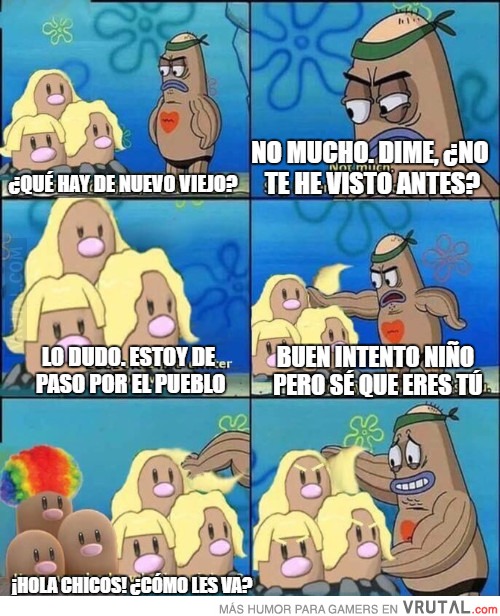 ¿QUÉ HAY DE NUEVO VIEJO?
NO MUCHO. DIME, ¿NO
TE HE VISTO ANTES?
LO DUDO. ESTOY DE
PASO POR EL PUEBLO
BUEN INTENTO NIÑO
PERO SÉ QUE ERES TÚ
¡HOLA CHICOS! ¿CÓMO LES VA?
MÁS HUMOR PARA GAMERS EN VRUTAL.com